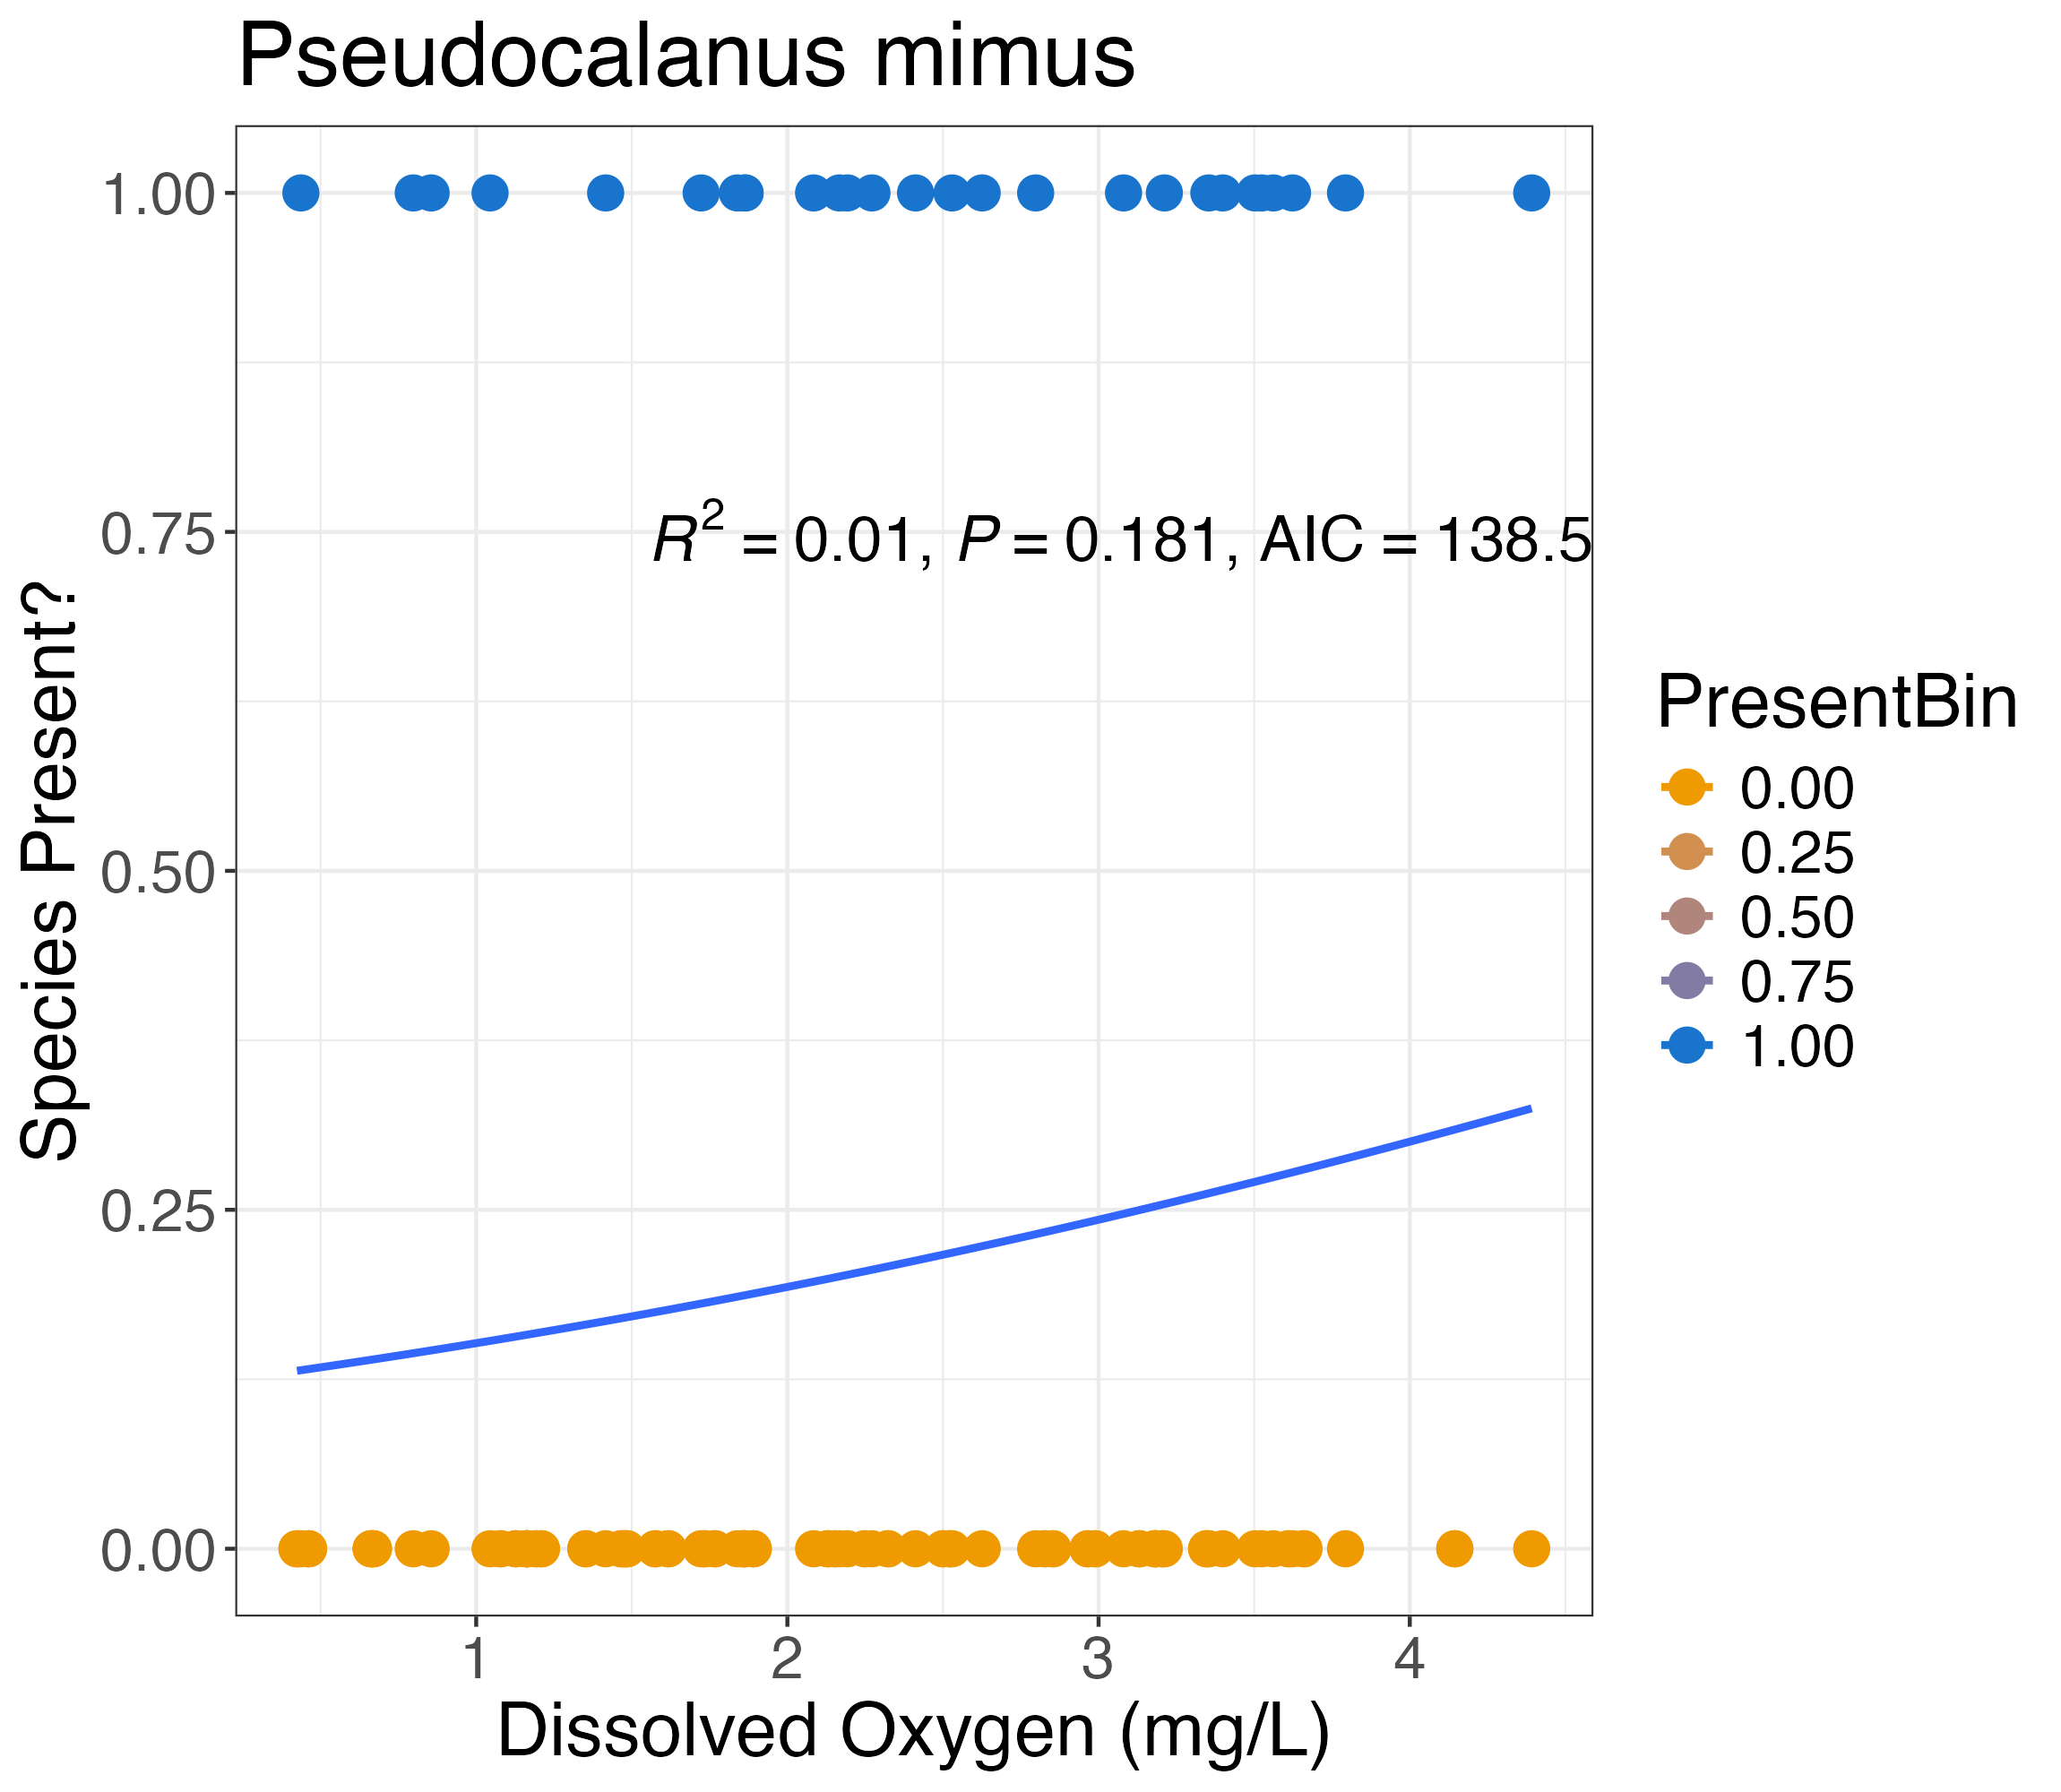 Pseudocalanus mimus
Species Present?
1.00
0.75
0.50
0.25
0.00
R² = 0.01, P = 0.181, AIC = 138.5
1 2 3 4
Dissolved Oxygen (mg/L)
PresentBin
0.00
0.25
0.50
0.75
1.00